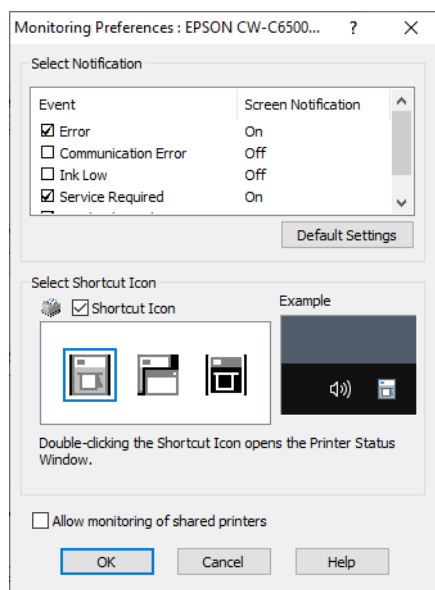 Monitoring Preferences : EPSON CW-C6500... ?
Select Notification
Event Screen Notification
Error On
Communication Error Off
Ink Low Off
Service Required On
Default Settings
Select Shortcut Icon
Shortcut Icon
Example
Double-clicking the Shortcut Icon opens the Printer Status
Window.
Allow monitoring of shared printers
OK Cancel Help